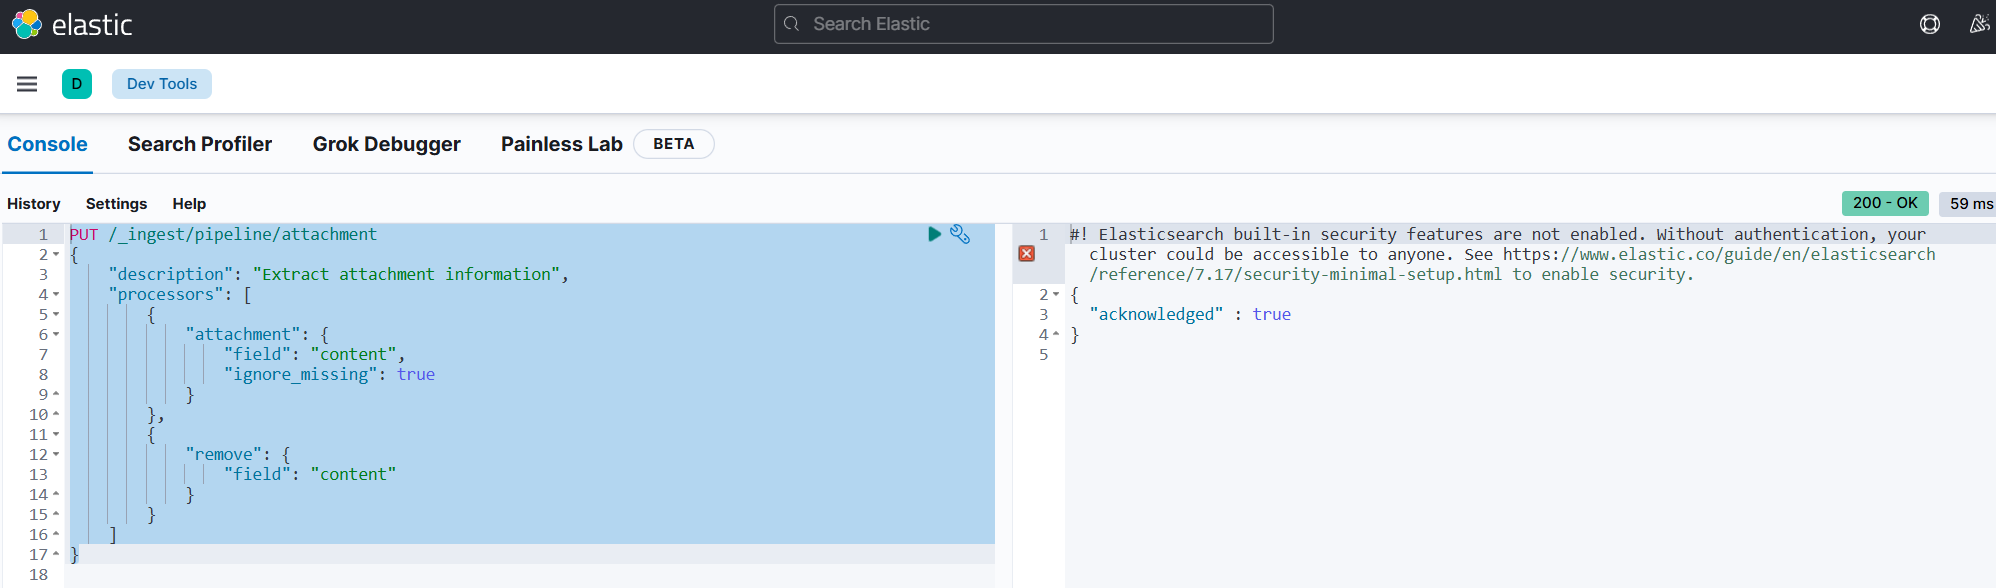 elastic
Search Elastic
D
Dev Tools
Console
Search Profiler
Grok Debugger
Painless Lab
BETA
History
Settings
Help
200 - OK
59 ms
1 PUT /_ingest/pipeline/attachment
2 {
3     "description": "Extract attachment information",
4     "processors": [
5         {
6             "attachment": {
7                 "field": "content",
8                 "ignore_missing": true
9             }
10         },
11         {
12             "remove": {
13                 "field": "content"
14             }
15         }
16     ]
17 }
18
1 #! Elasticsearch built-in security features are not enabled. Without authentication, your
cluster could be accessible to anyone. See https://www.elastic.co/guide/en/elasticsearch
/reference/7.17/security-minimal-setup.html to enable security.
2 {
3   "acknowledged" : true
4 }
5